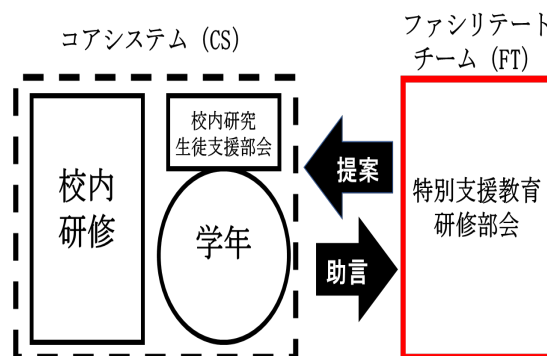 コアシステム（CS）
ファシリテート
チーム（FT）
校内研究
生徒支援部会
校内
研修
学年
提案
助言
特別支援教育
研修部会